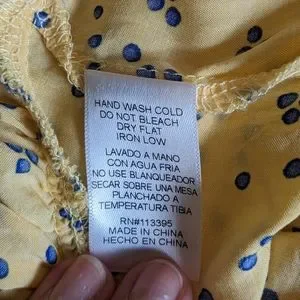 HAND WASH COLD
DO NOT BLEACH
DRY FLAT
IRON LOW
LAVADO A MANO
CON AGUA FRIA
NO USE BLANQUEADOR
SECAR SOBRE UNA MESA
PLANCHADO A
TEMPERATURA TIBIA
RN#113395
MADE IN CHINA
HECHO EN CHINA